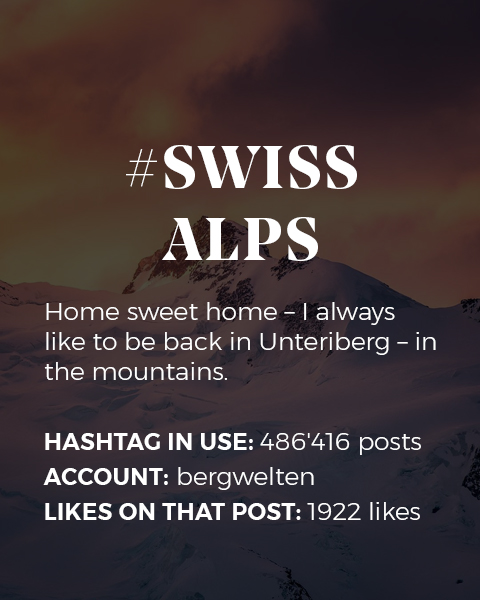 #SWISS
ALPS
Home sweet home – I always
like to be back in Unteriberg – in
the mountains.
HASHTAG IN USE: 486'416 posts
ACCOUNT: bergwelten
LIKES ON THAT POST: 1922 likes